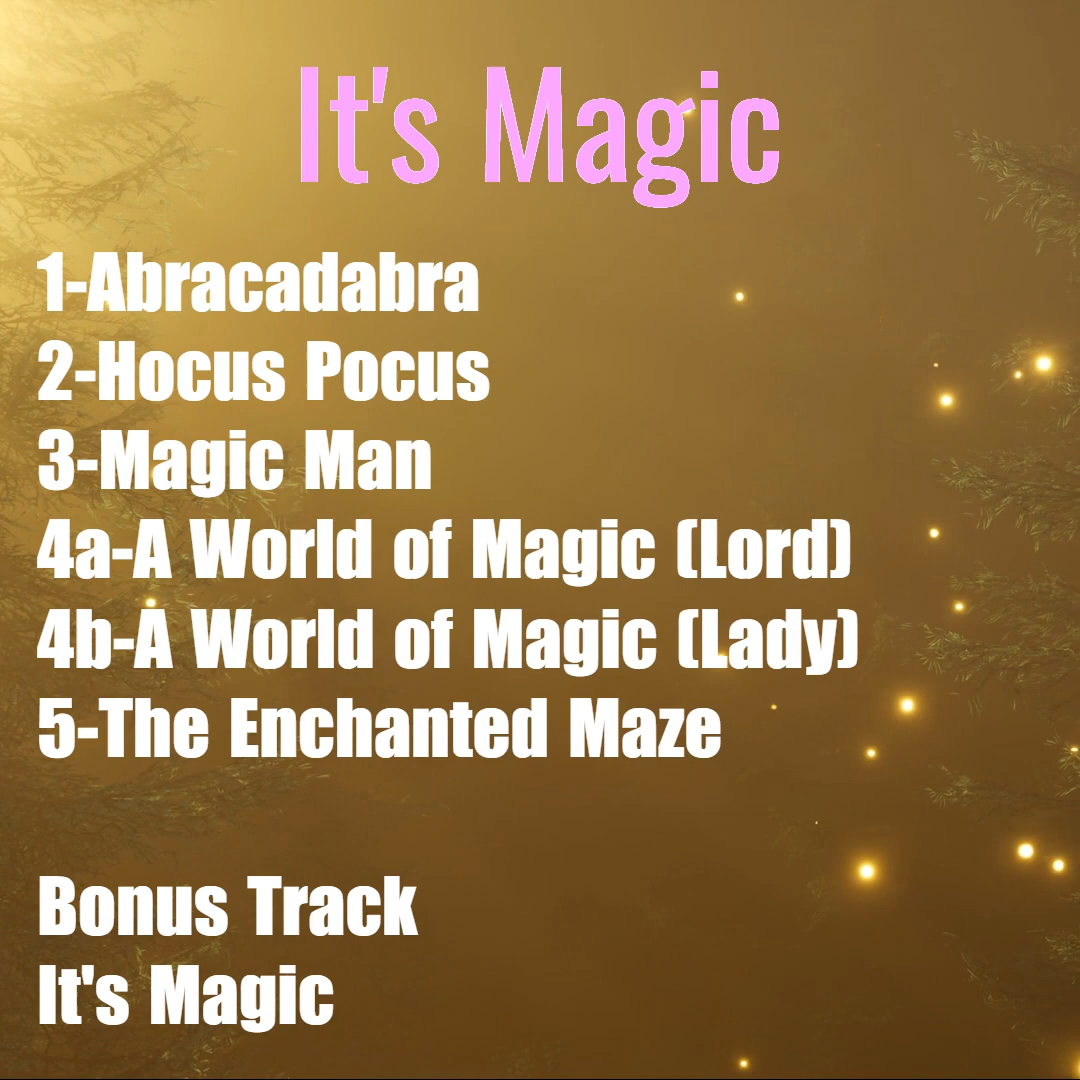 It's Magic
1-Abracadabra
2-Hocus Pocus
3-Magic Man
4a-A World of Magic (Lord)
4b-A World of Magic (Lady)
5-The Enchanted Maze
Bonus Track
It's Magic